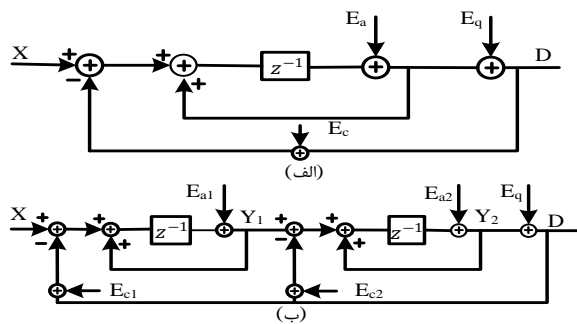 E_a E_q
X + + + z⁻¹ D
− +
E_c
(الف)
E_a1 E_a2 E_q
X + + z⁻¹ Y_1 + + z⁻¹ Y_2 D
− + − +
E_c1 E_c2
(ب)